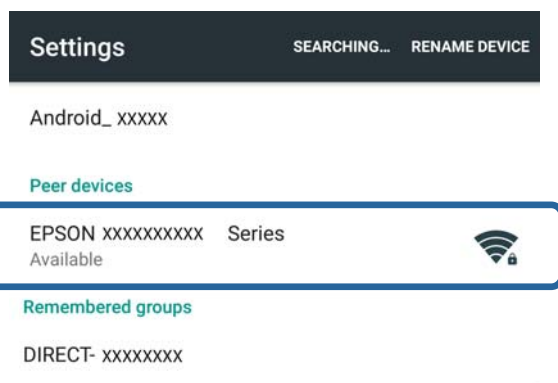 Settings SEARCHING... RENAME DEVICE
Android_ xxxxx
Peer devices
EPSON xxxxxxxxxx Series
Available
Remembered groups
DIRECT- xxxxxxxx